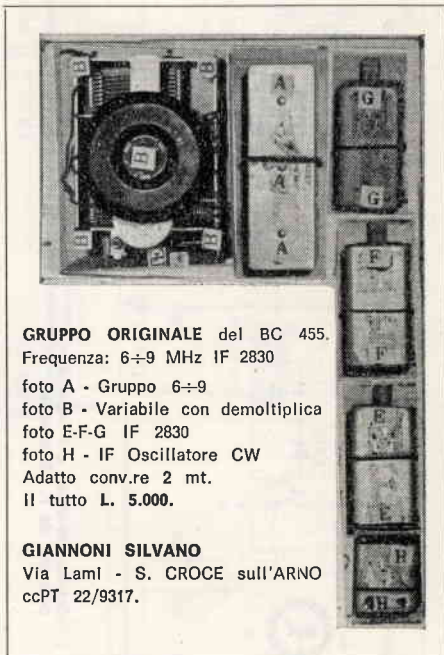 B
B
B
B
B
A
A
A
G
G
F
F
E
E
H
H
GRUPPO ORIGINALE del BC 455.
Frequenza: 6÷9 MHz IF 2830
foto A - Gruppo 6÷9
foto B - Variabile con demoltiplica
foto E-F-G IF 2830
foto H - IF Oscillatore CW
Adatto conv.re 2 mt.
Il tutto L. 5.000.
GIANNONI SILVANO
Via Lami - S. CROCE sull'ARNO
ccPT 22/9317.